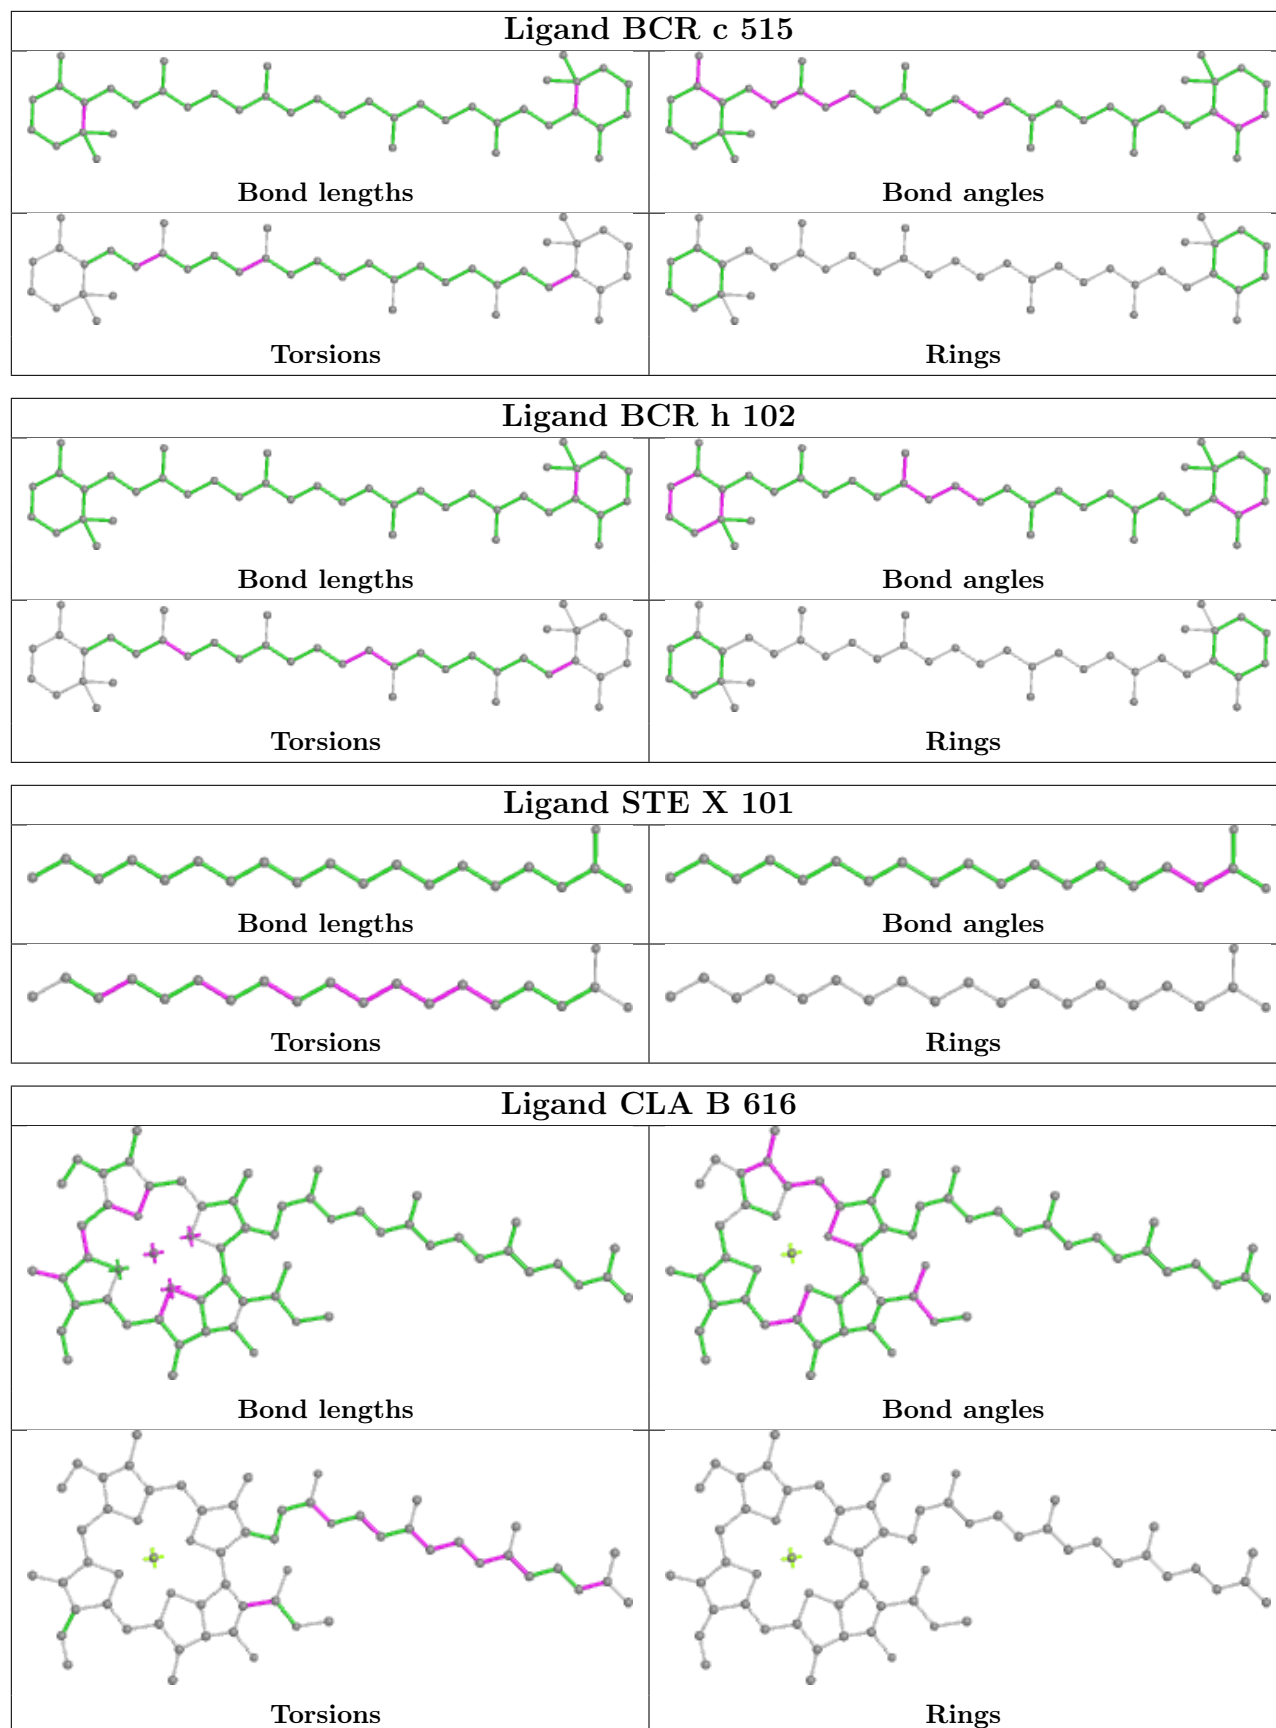 Ligand BCR c 515
Bond lengths
Bond angles
Torsions
Rings
Ligand BCR h 102
Bond lengths
Bond angles
Torsions
Rings
Ligand STE X 101
Bond lengths
Bond angles
Torsions
Rings
Ligand CLA B 616
Bond lengths
Bond angles
Torsions
Rings